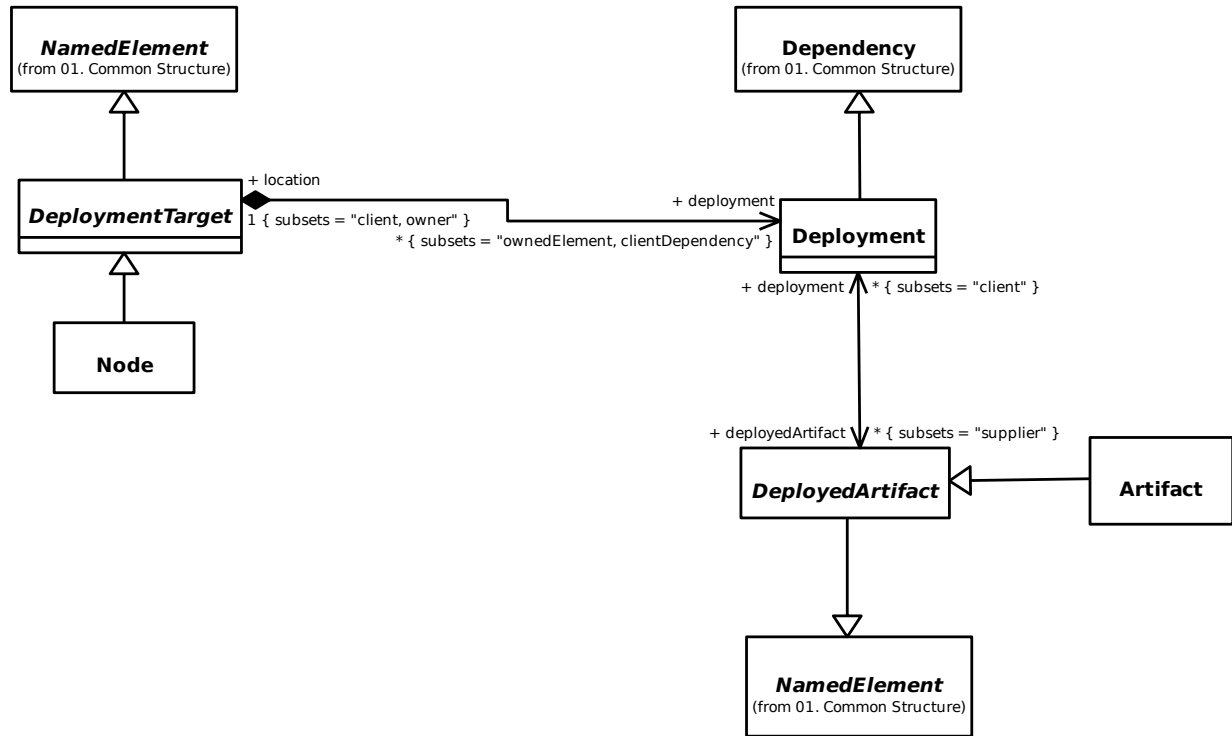 NamedElement
(from 01. Common Structure)
Dependency
(from 01. Common Structure)
DeploymentTarget
+ location
1 { subsets = "client, owner" }
+ deployment
* { subsets = "ownedElement, clientDependency" }
Deployment
Node
+ deployment
* { subsets = "client" }
+ deployedArtifact
* { subsets = "supplier" }
DeployedArtifact
Artifact
NamedElement
(from 01. Common Structure)